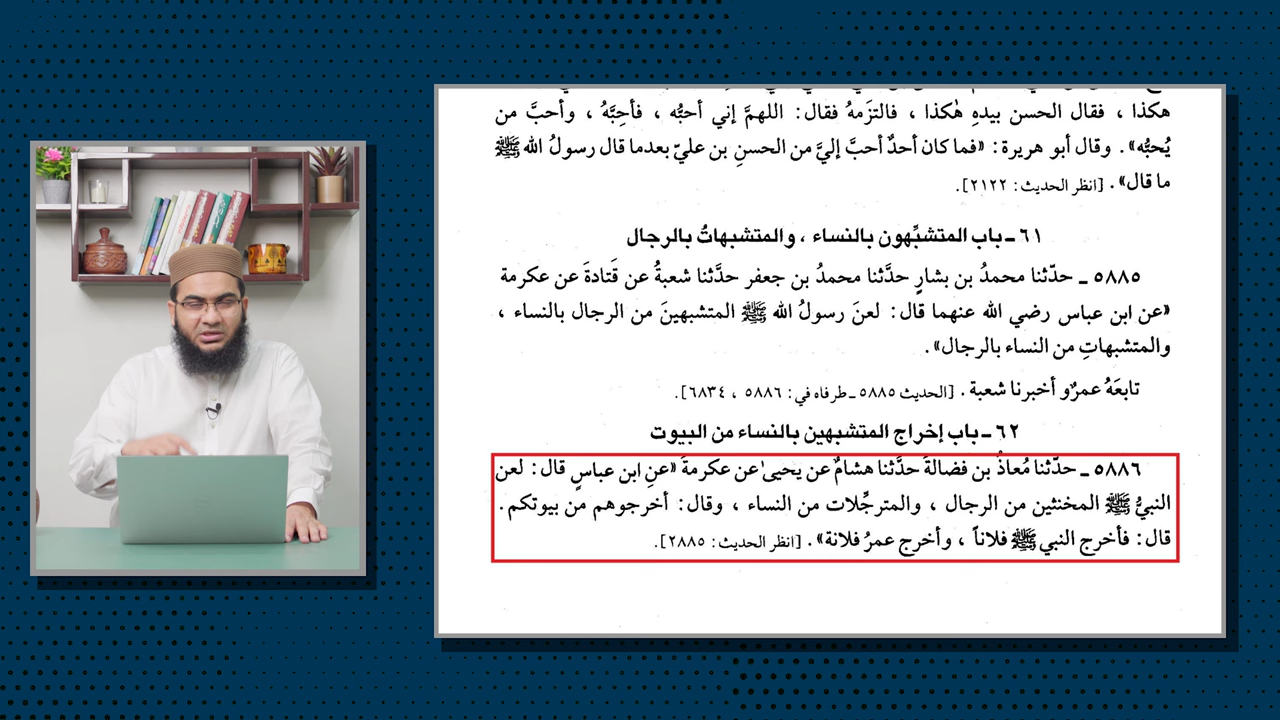 هكذا ، فقال الحسن بيدهِ هٰكذا ، فالتزَمهُ فقال: اللهمَّ إني أحبُّه ، فأحِبَّهُ ، وأحبَّ من
يُحبُّه». وقال أبو هريرة: «فما كان أحدٌ أحبَّ إليَّ من الحسنِ بن عليّ بعدما قال رسولُ الله ﷺ
ما قال». [انظر الحديث: ٢١٢٢].
٦١ ـ باب المتشبِّهون بالنساء ، والمتشبهاتُ بالرجال
٥٨٨٥ ـ حدّثنا محمدُ بن بشارٍ حدَّثنا محمدُ بن جعفر حدَّثنا شعبةُ عن قَتادةَ عن عكرمة
«عن ابن عباس رضي الله عنهما قال: لعنَ رسولُ الله ﷺ المتشبهينَ من الرجال بالنساء ،
والمتشبهاتِ من النساء بالرجال».
تابعَهُ عمرٌو أخبرنا شعبة. [الحديث ٥٨٨٥ ـ طرفاه في: ٥٨٨٦ ، ٦٨٣٤].
٦٢ ـ باب إخراج المتشبهين بالنساء من البيوت
٥٨٨٦ ـ حدّثنا مُعاذُ بن فضالةَ حدَّثنا هشامٌ عن يحيىٰ عن عكرمةَ «عنِ ابن عباسٍ قال: لعن
النبيُّ ﷺ المخنثين من الرجال ، والمترجِّلات من النساء ، وقال: أخرجوهم من بيوتكم.
قال: فأخرج النبي ﷺ فلاناً ، وأخرج عمرُ فلانة». [انظر الحديث: ٢٨٨٥].